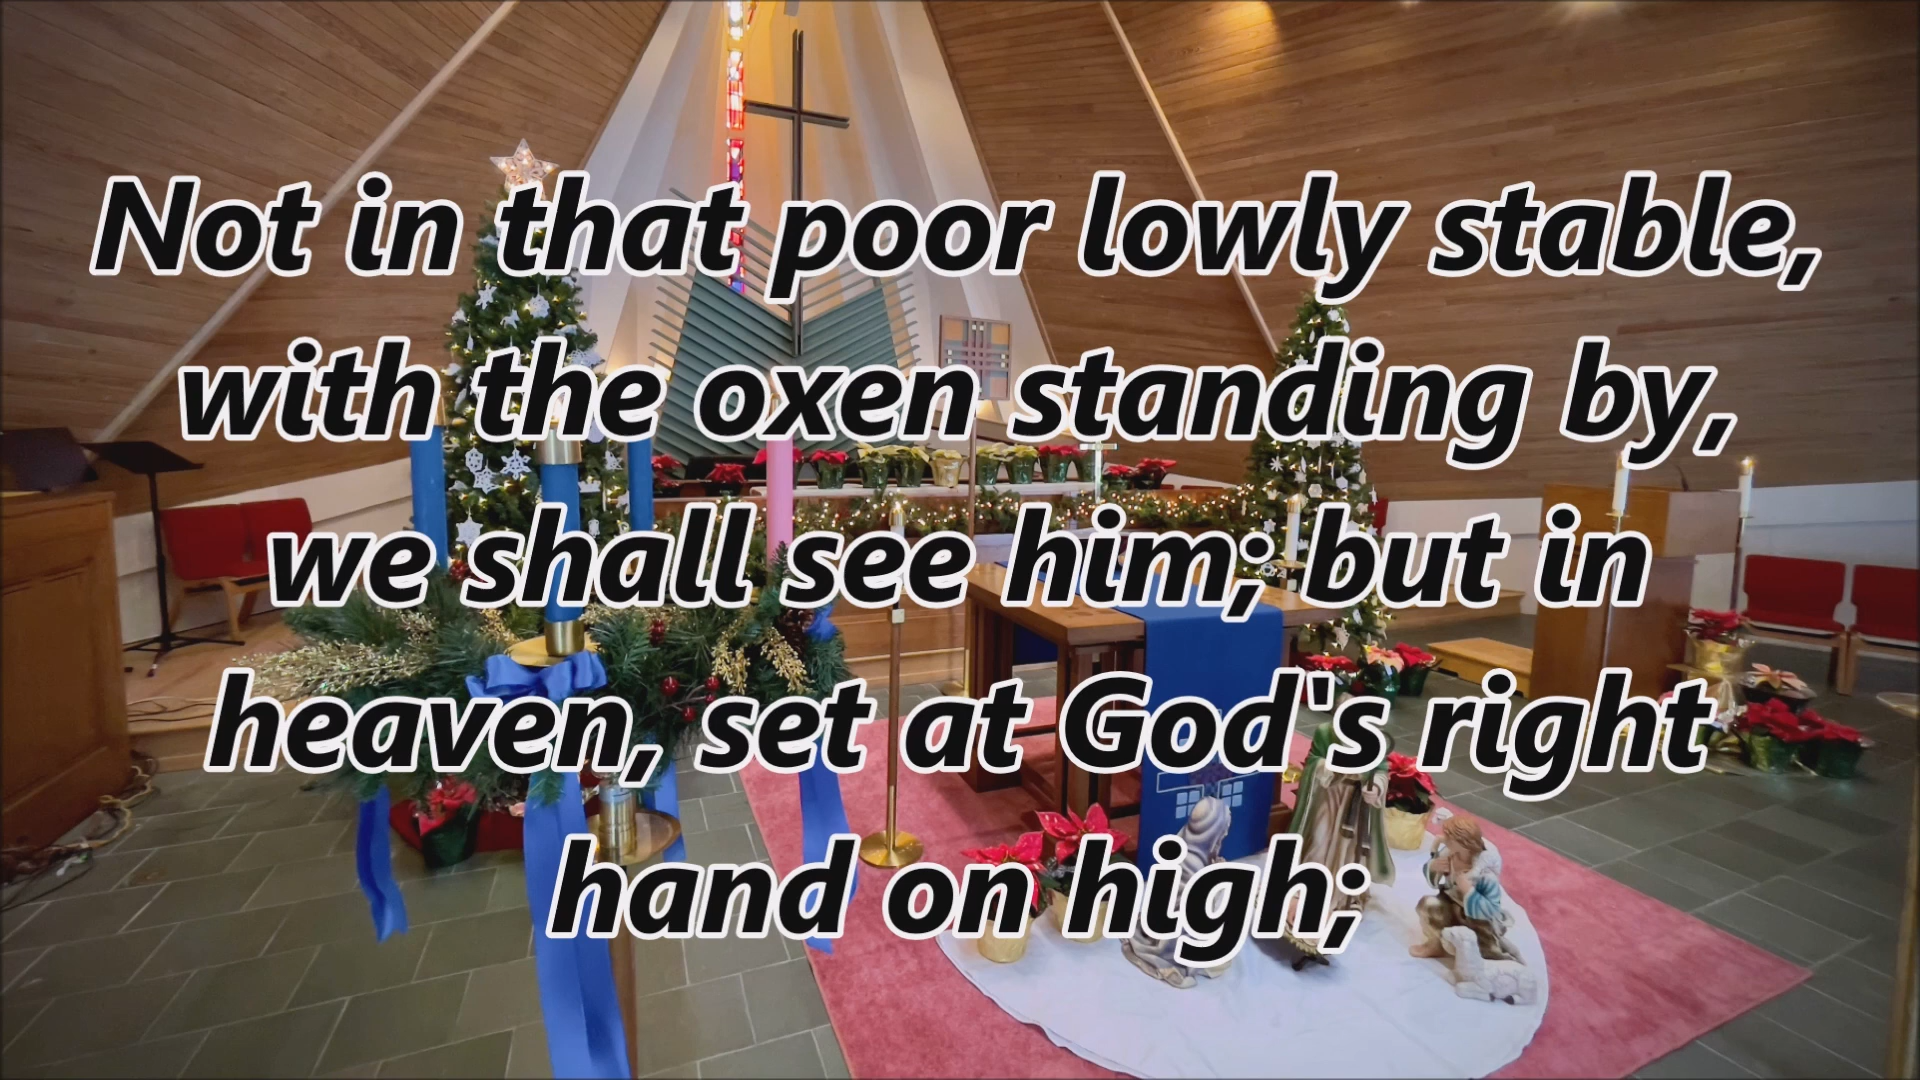 Not in that poor lowly stable,
with the oxen standing by,
we shall see him; but in
heaven, set at God's right
hand on high;